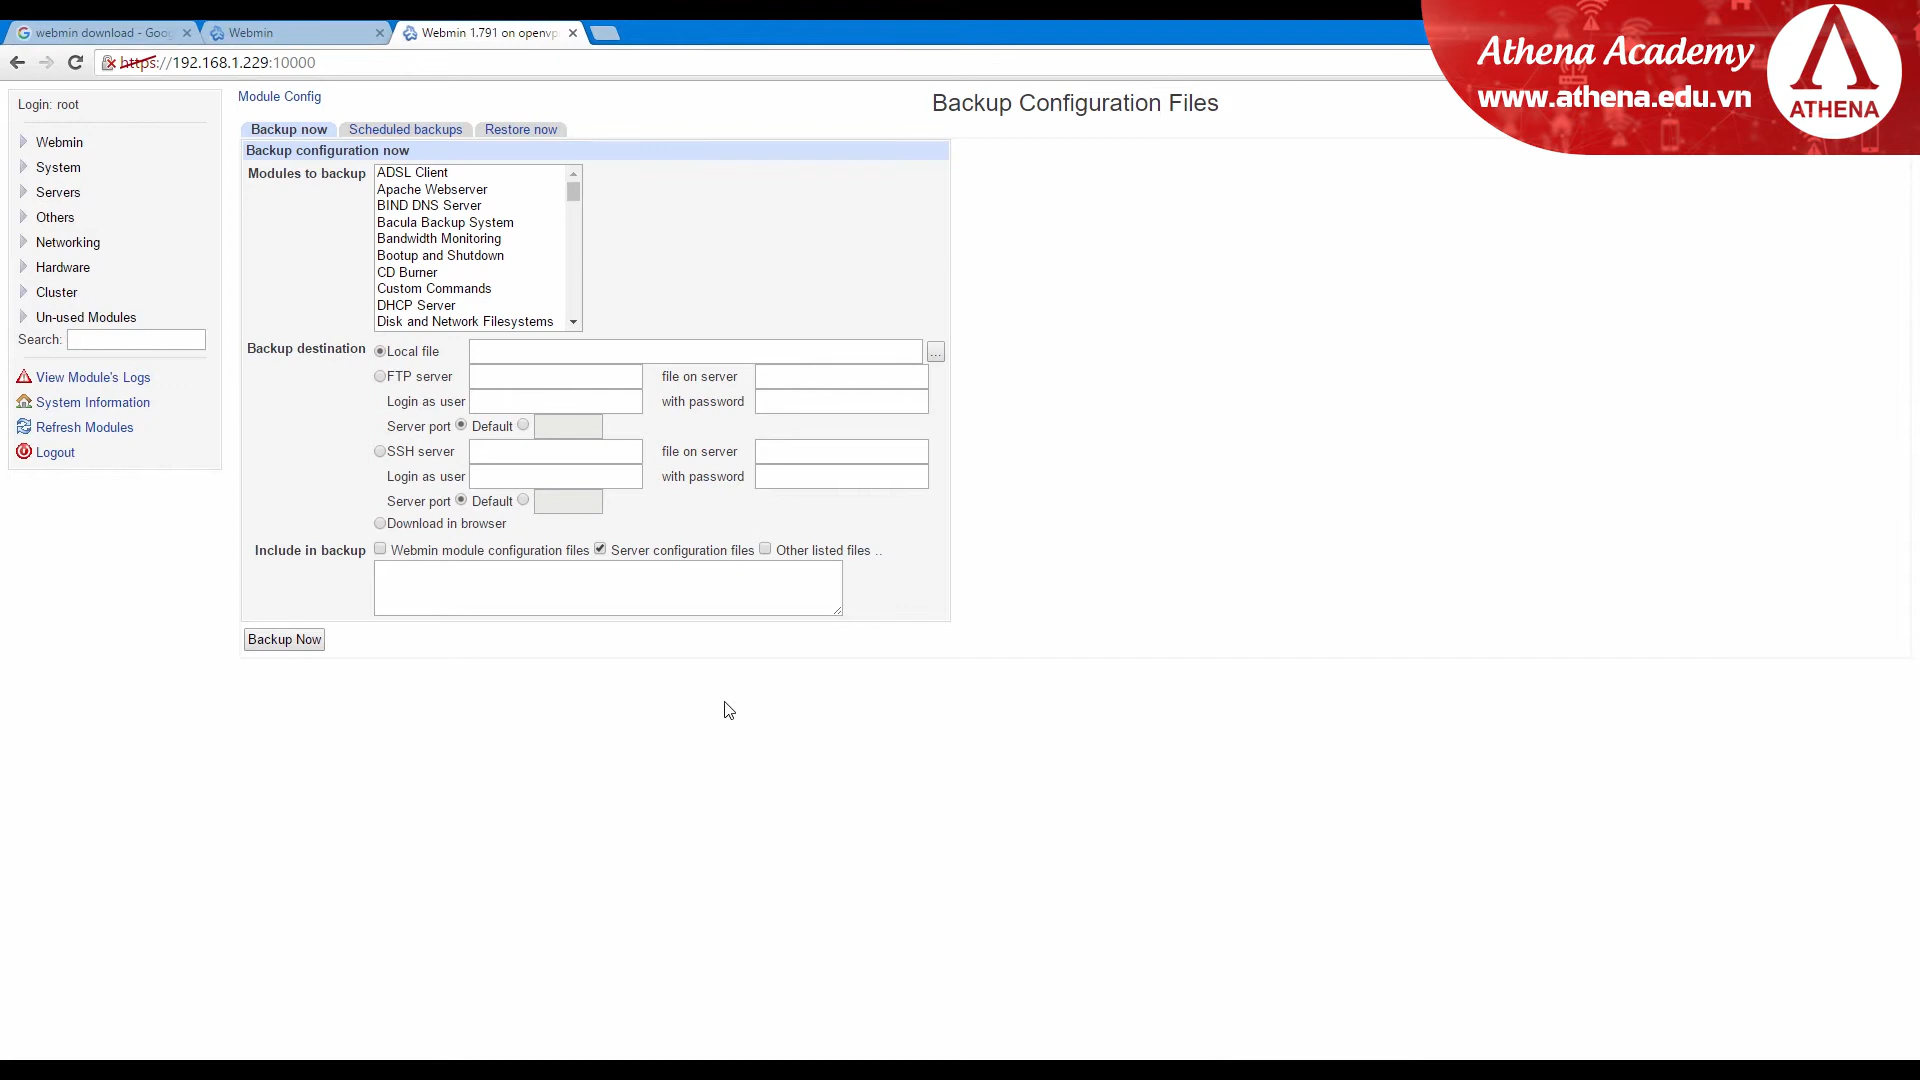 webmin download - Goo
Webmin
Webmin 1.791 on openvp
https://192.168.1.229:10000
Athena Academy
www.athena.edu.vn
ATHENA
Login: root
Webmin
System
Servers
Others
Networking
Hardware
Cluster
Un-used Modules
Search:
View Module's Logs
System Information
Refresh Modules
Logout
Module Config
Backup Configuration Files
Backup now
Scheduled backups
Restore now
Backup configuration now
Modules to backup
ADSL Client
Apache Webserver
BIND DNS Server
Bacula Backup System
Bandwidth Monitoring
Bootup and Shutdown
CD Burner
Custom Commands
DHCP Server
Disk and Network Filesystems
Backup destination
Local file
...
FTP server
file on server
Login as user
with password
Server port
Default
SSH server
file on server
Login as user
with password
Server port
Default
Download in browser
Include in backup
Webmin module configuration files
Server configuration files
Other listed files ..
Backup Now